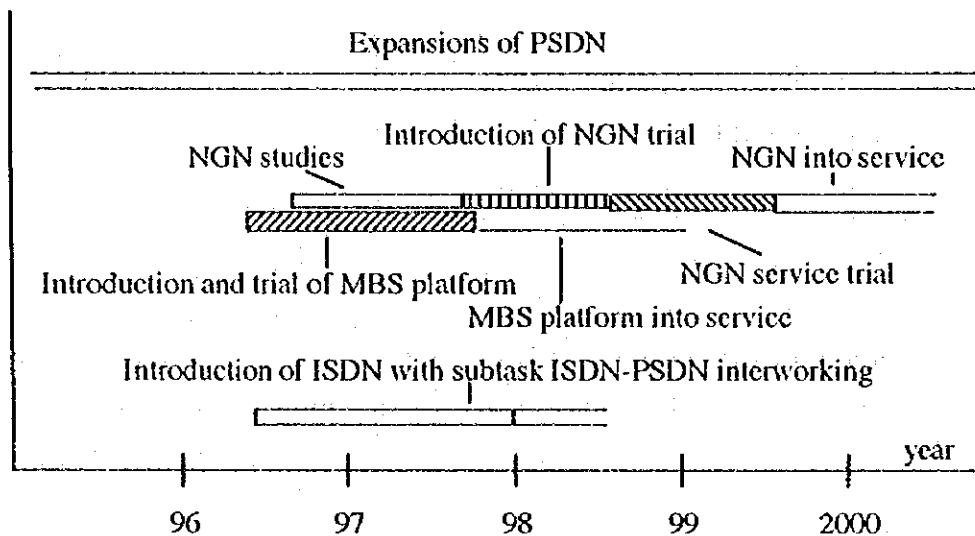 Expansions of PSDN
Introduction of NGN trial
NGN studies
NGN into service
Introduction and trial of MBS platform
NGN service trial
MBS platform into service
Introduction of ISDN with subtask ISDN-PSDN interworking
year
96 97 98 99 2000